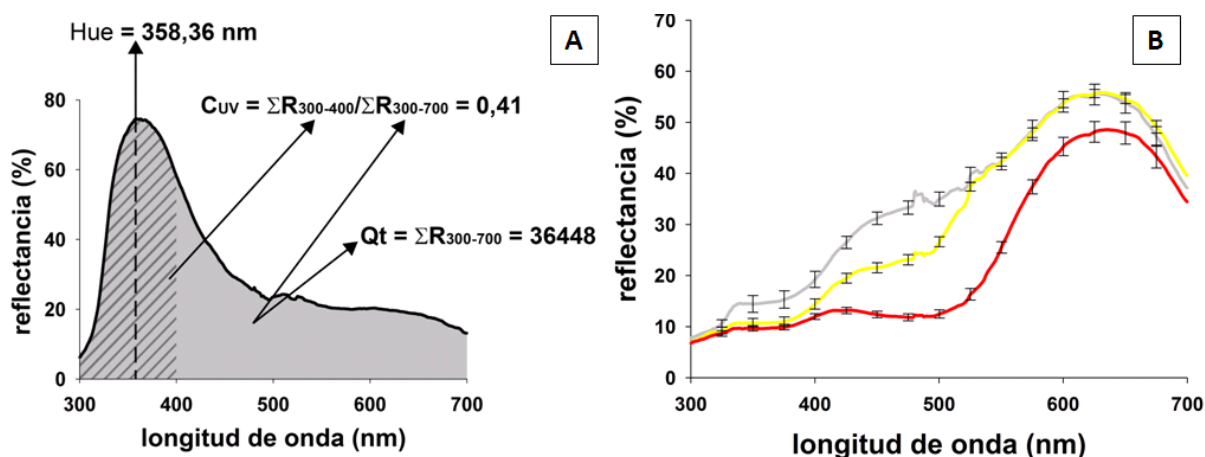 Hue = 358,36 nm
A
CUV = ΣR300-400/ΣR300-700 = 0,41
Qt = ΣR300-700 = 36448
reflectancia (%)
80
60
40
20
0
300 400 500 600 700
longitud de onda (nm)
B
reflectancia (%)
70
60
50
40
30
20
10
0
300 400 500 600 700
longitud de onda (nm)